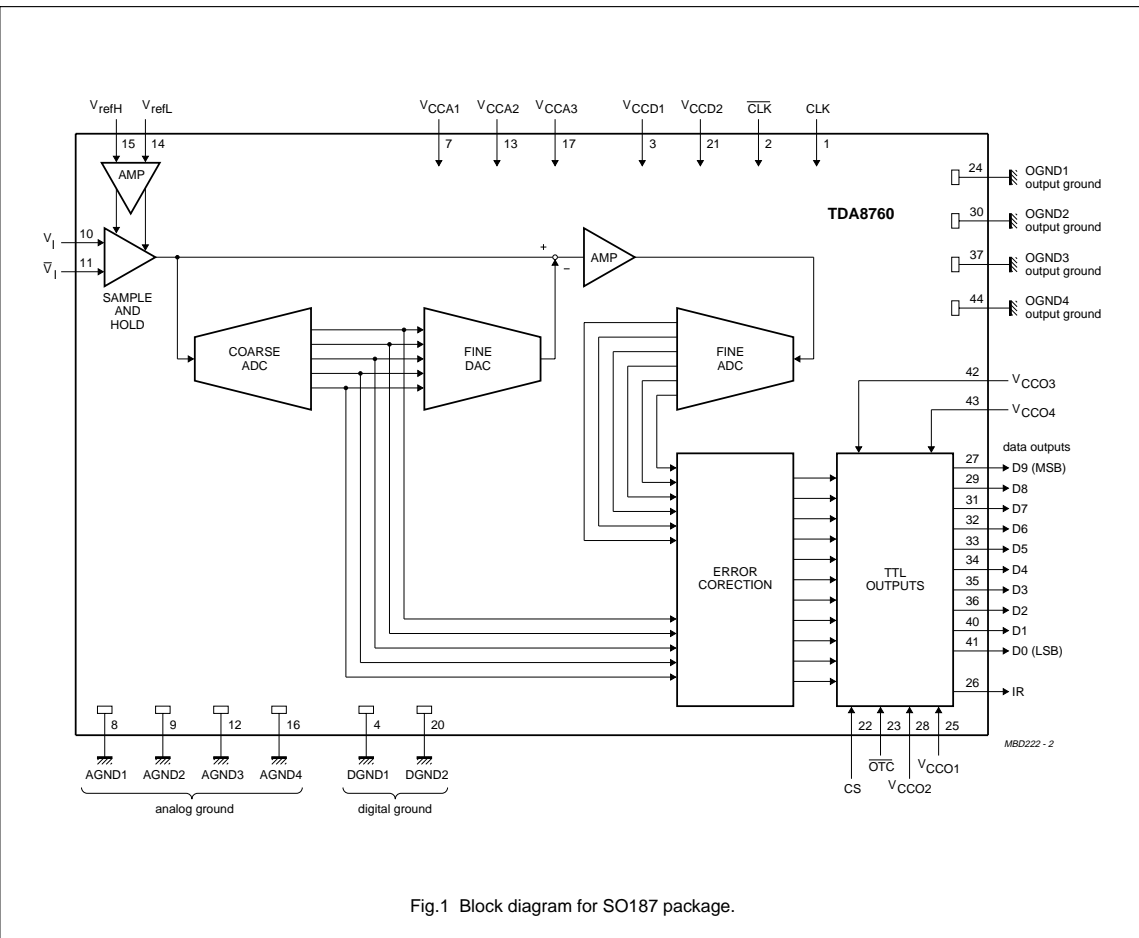 VrefH VrefL VCCA1 VCCA2 VCCA3 VCCD1 VCCD2 C̅L̅K̅ CLK
15 14 7 13 17 3 21 2 1
AMP
24 OGND1
output ground
TDA8760
30 OGND2
output ground
VI 10
V̅I 11
+
−
AMP
37 OGND3
output ground
SAMPLE
AND
HOLD
44 OGND4
output ground
COARSE
ADC
FINE
DAC
FINE
ADC
42 VCCO3
43 VCCO4
data outputs
27 D9 (MSB)
29 D8
31 D7
32 D6
33 D5
34 D4
35 D3
36 D2
40 D1
41 D0 (LSB)
26 IR
ERROR
CORECTION
TTL
OUTPUTS
8 9 12 16 4 20
22 23 28 25
AGND1 AGND2 AGND3 AGND4 DGND1 DGND2
analog ground digital ground
CS O̅T̅C̅ VCCO2 VCCO1
MBD222 - 2
Fig.1 Block diagram for SO187 package.